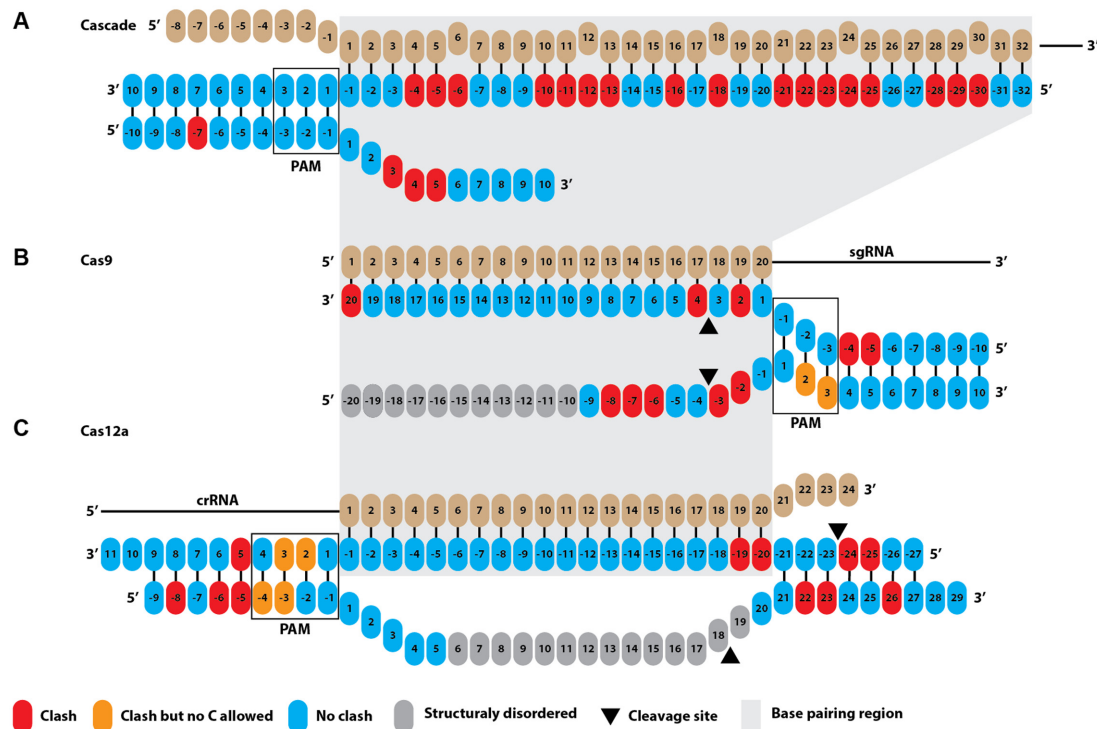 A
Cascade 5′ -8 -7 -6 -5 -4 -3 -2 -1 1 2 3 4 5 6 7 8 9 10 11 12 13 14 15 16 17 18 19 20 21 22 23 24 25 26 27 28 29 30 31 32 3′
3′ 10 9 8 7 6 5 4 3 2 1 -1 -2 -3 -4 -5 -6 -7 -8 -9 -10 -11 -12 -13 -14 -15 -16 -17 -18 -19 -20 -21 -22 -23 -24 -25 -26 -27 -28 -29 -30 -31 -32 5′
5′ -10 -9 -8 -7 -6 -5 -4 -3 -2 -1 1 2 3 4 5 6 7 8 9 10 3′
PAM
B
Cas9
5′ 1 2 3 4 5 6 7 8 9 10 11 12 13 14 15 16 17 18 19 20 sgRNA 3′
3′ 20 19 18 17 16 15 14 13 12 11 10 9 8 7 6 5 4 3 2 1 -1 -2 -3 -4 -5 -6 -7 -8 -9 -10 5′
5′ -20 -19 -18 -17 -16 -15 -14 -13 -12 -11 -10 -9 -8 -7 -6 -5 -4 -3 -2 -1 1 2 3 4 5 6 7 8 9 10 3′
PAM
C
Cas12a
5′ crRNA 1 2 3 4 5 6 7 8 9 10 11 12 13 14 15 16 17 18 19 20 21 22 23 24 3′
3′ 11 10 9 8 7 6 5 4 3 2 1 -1 -2 -3 -4 -5 -6 -7 -8 -9 -10 -11 -12 -13 -14 -15 -16 -17 -18 -19 -20 -21 -22 -23 -24 -25 -26 -27 5′
5′ -9 -8 -7 -6 -5 -4 -3 -2 -1 1 2 3 4 5 6 7 8 9 10 11 12 13 14 15 16 17 18 19 20 21 22 23 24 25 26 27 28 29 3′
PAM
Clash Clash but no C allowed No clash Structuraly disordered Cleavage site Base pairing region